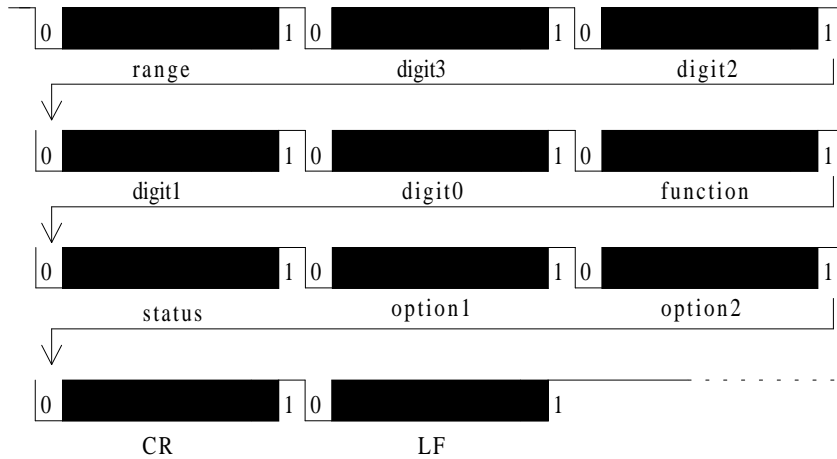 0 1 0 1 0 1
range digit3 digit2
0 1 0 1 0 1
digit1 digit0 function
0 1 0 1 0 1
status option1 option2
0 1 0 1
CR LF